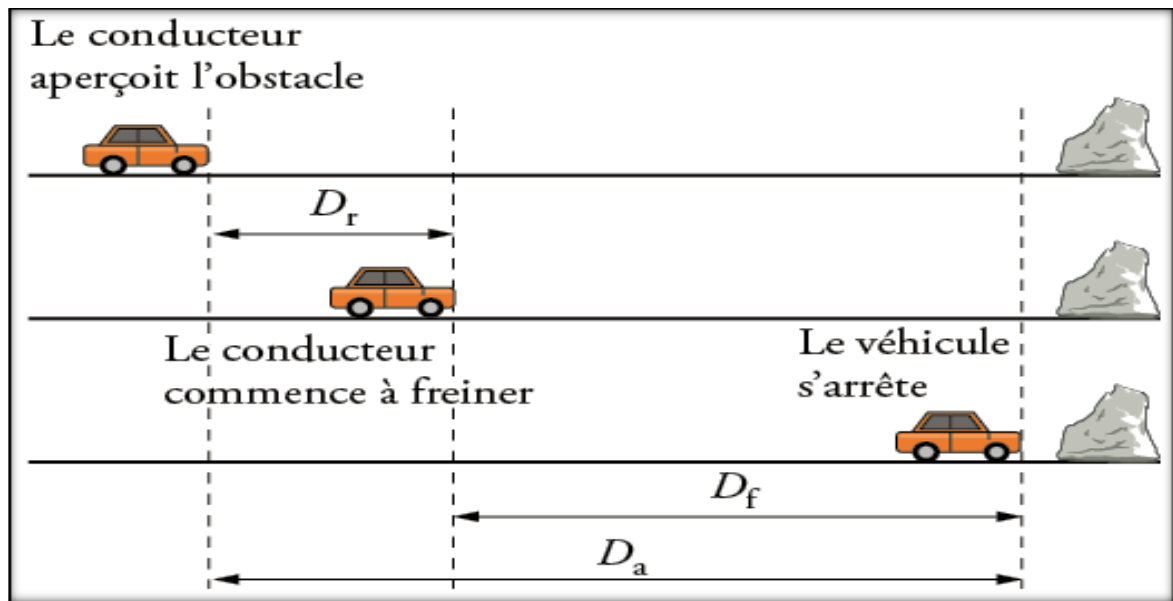 Le conducteur
aperçoit l'obstacle
Dr
Le conducteur
commence à freiner
Le véhicule
s'arrête
Df
Da